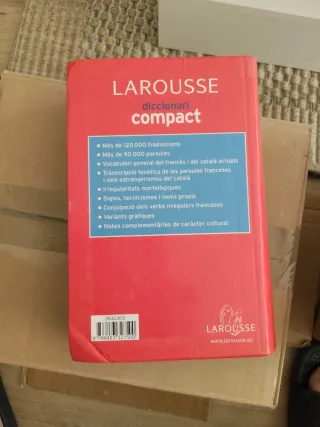 LAROUSSE
diccionari
compact
Més de 120 000 traduccions
Més de 90 000 paraules
Vocabulari general del francès i del català actuals
Transcripció fonètica de les paraules franceses
i dels estrangerismes del català
Irregularitats morfològiques
Sigles, tecnicismes i noms propis
Conjugació dels verbs irregulars francesos
Variants gràfiques
Notes complementàries de caràcter cultural
LAROUSSE
www.larousse.es